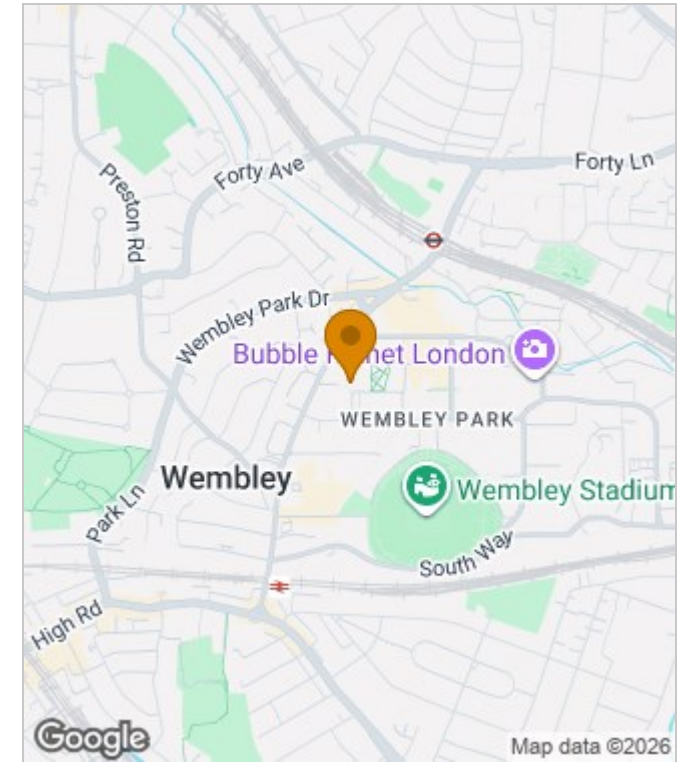 Forty Ave
Forty Ln
Preston Rd
Wembley Park Dr
Bubble Planet London
WEMBLEY PARK
Wembley
Wembley Stadium
Park Ln
South Way
High Rd
Google
Map data ©2026